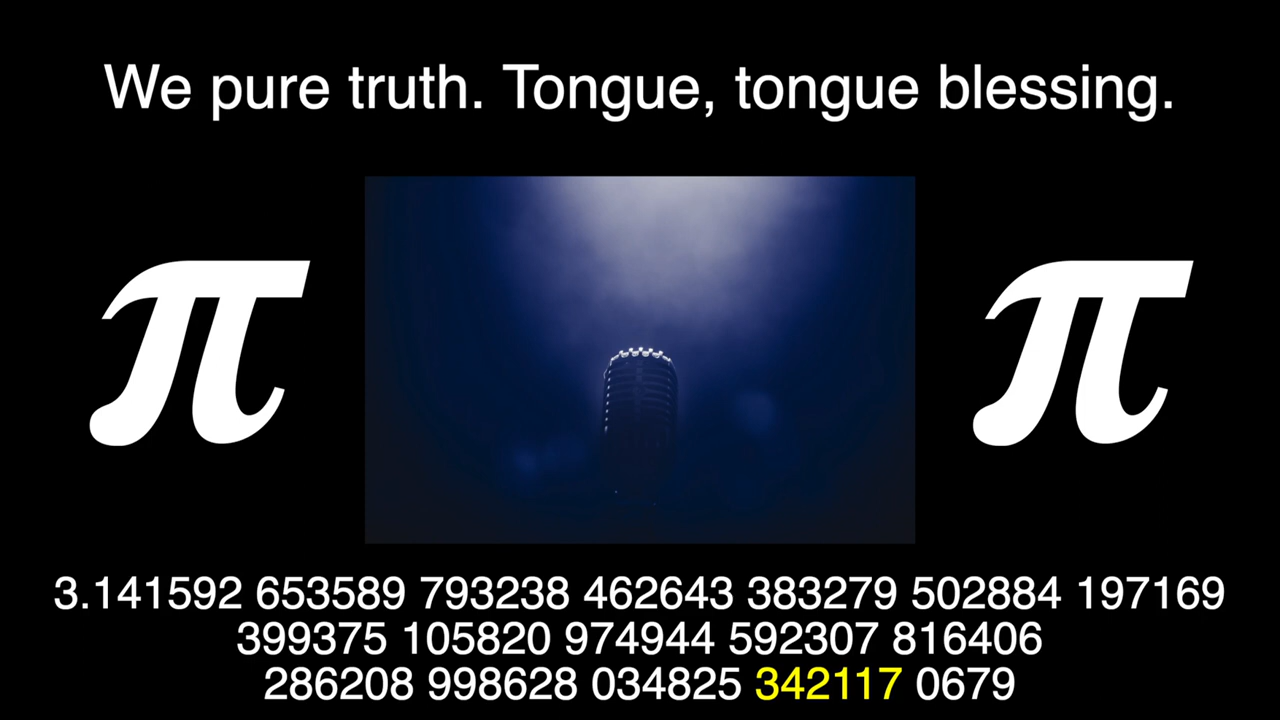 We pure truth. Tongue, tongue blessing.
π π
3.141592 653589 793238 462643 383279 502884 197169
399375 105820 974944 592307 816406
286208 998628 034825 342117 0679